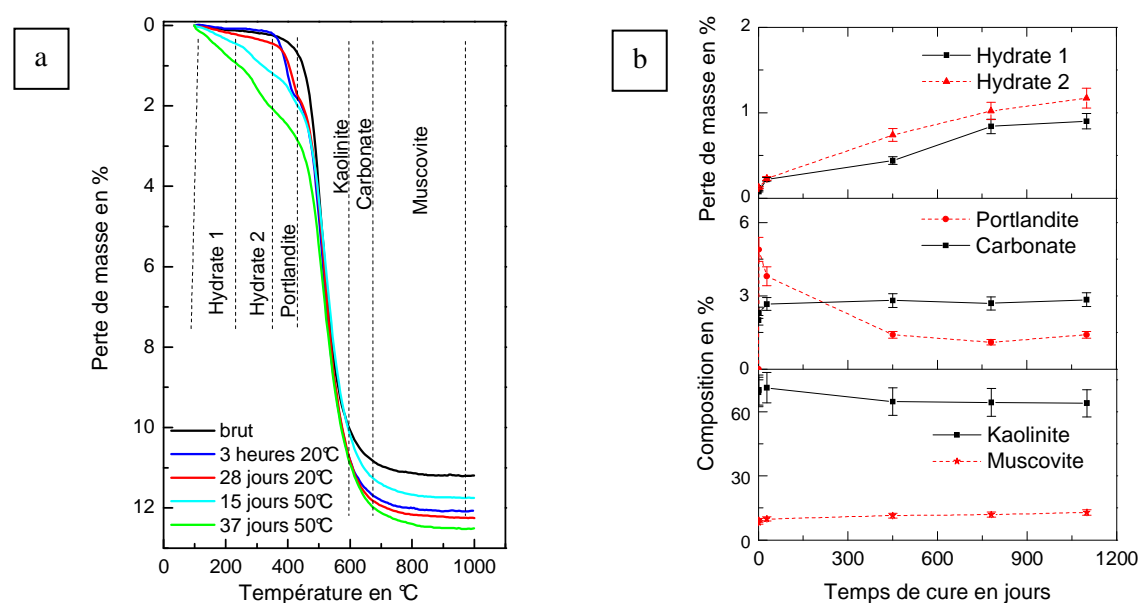 a
Perte de masse en %
0
2
4
6
8
10
12
Hydrate 1
Hydrate 2
Portlandite
Kaolinite
Carbonate
Muscovite
brut
3 heures 20°C
28 jours 20°C
15 jours 50°C
37 jours 50°C
0 200 400 600 800 1000
Température en °C
b
Perte de masse en %
2
1
0
Hydrate 1
Hydrate 2
Composition en %
6
3
0
Portlandite
Carbonate
60
30
0
Kaolinite
Muscovite
0 300 600 900 1200
Temps de cure en jours